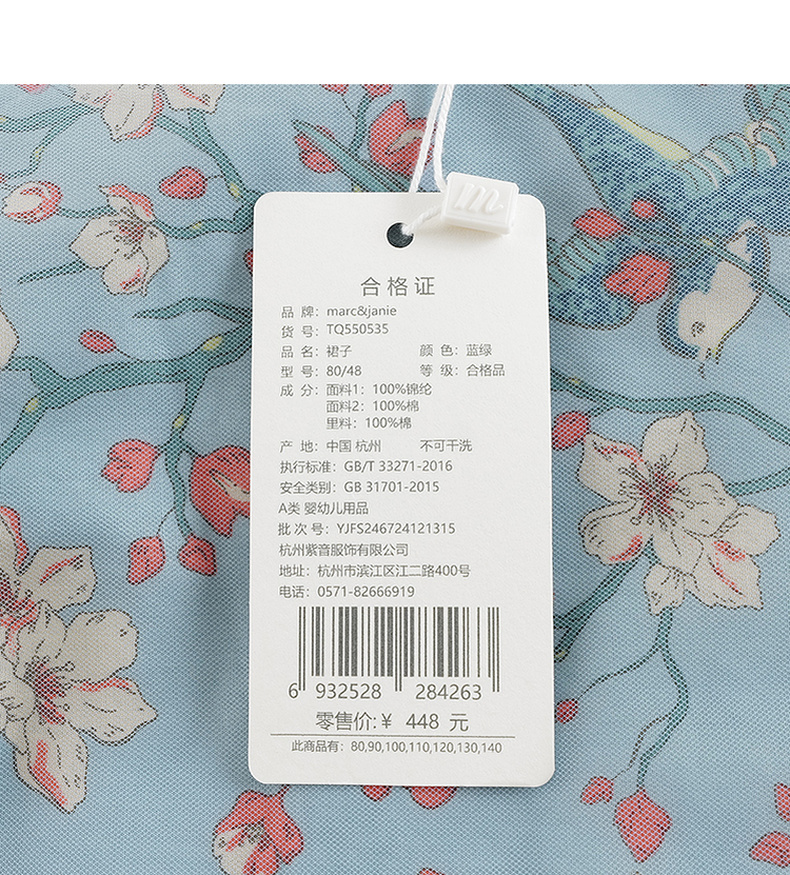 m
合格证
品 牌：marc&janie
货 号：TQ550535
品 名：裙子 颜 色：蓝绿
型 号：80/48 等 级：合格品
成 分：面料1：100%锦纶
面料2：100%棉
里料：100%棉
产 地：中国 杭州 不可干洗
执行标准：GB/T 33271-2016
安全类别：GB 31701-2015
A类 婴幼儿用品
批 次 号：YJFS246724121315
杭州紫音服饰有限公司
地址：杭州市滨江区江二路400号
电话：0571-82666919
6 932528 284263
零售价:¥ 448 元
此商品有：80,90,100,110,120,130,140